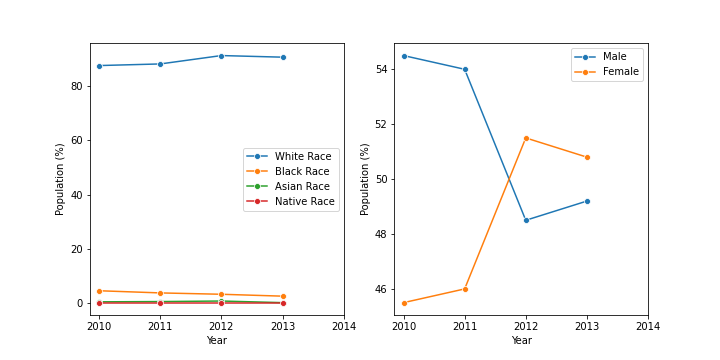 80
60
40
20
0
Population (%)
White Race
Black Race
Asian Race
Native Race
2010 2011 2012 2013 2014
Year
54
52
50
48
46
Population (%)
Male
Female
2010 2011 2012 2013 2014
Year